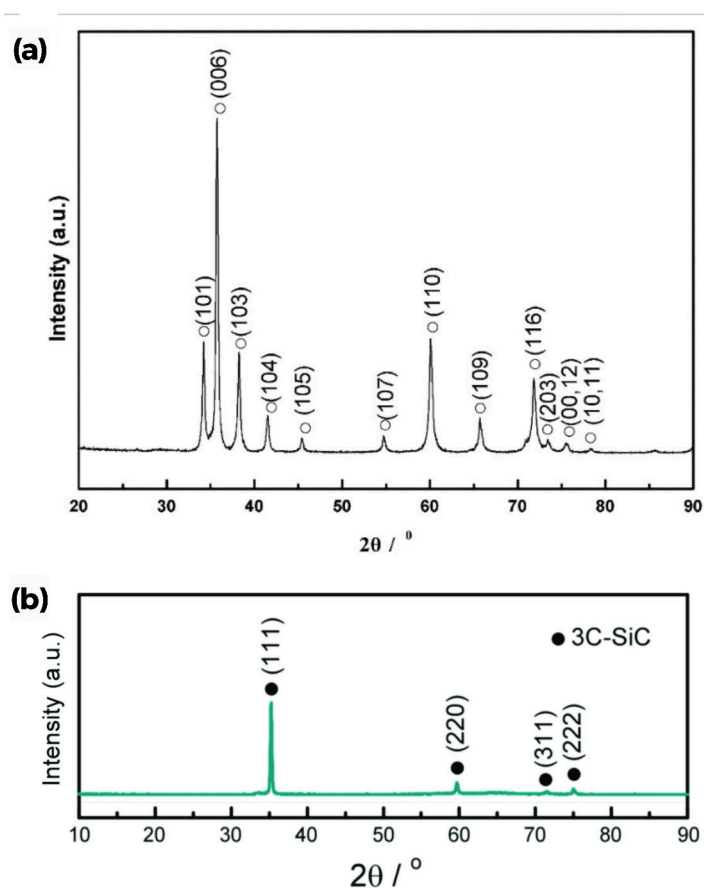 (a)
Intensity (a.u.)
○ (101)
○ (006)
○ (103)
○ (104)
○ (105)
○ (107)
○ (110)
○ (109)
○ (116)
○ (203)
○ (00,12)
○ (10,11)
20 30 40 50 60 70 80 90
2θ / ⁰
(b)
Intensity (a.u.)
● (111)
● (220)
● (311)
● (222)
● 3C-SiC
10 20 30 40 50 60 70 80 90
2θ / °